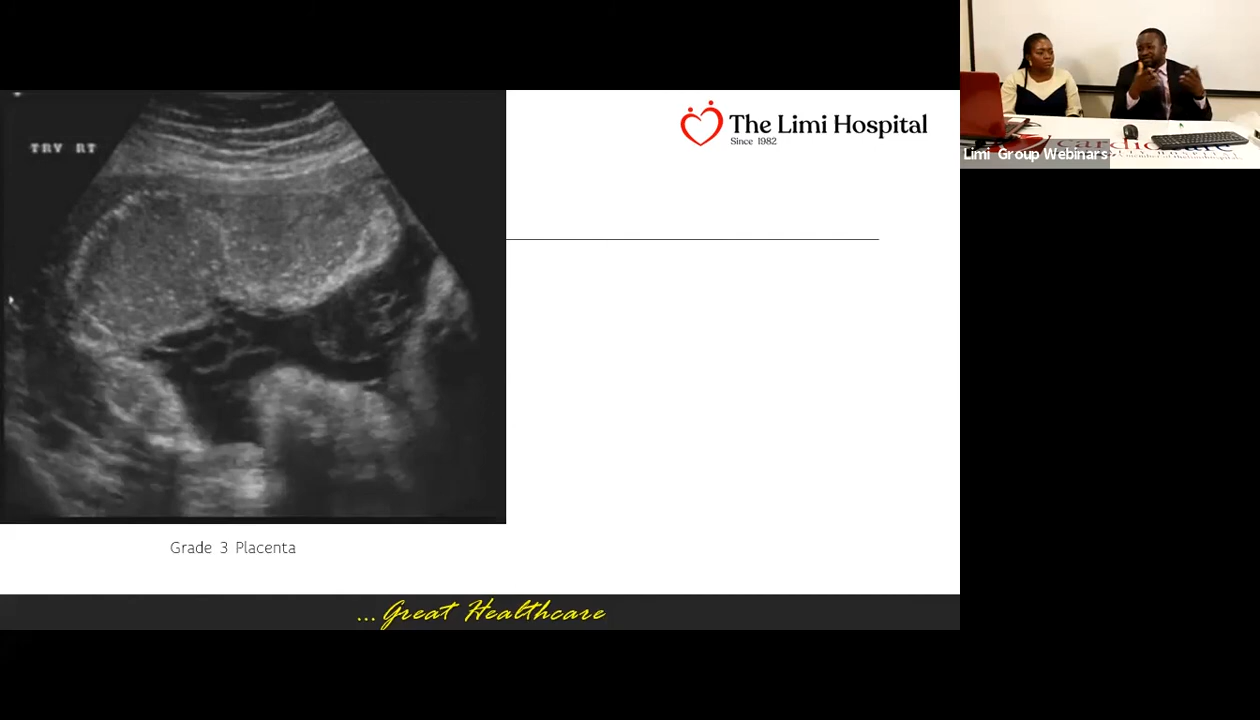 TRV RT
The Limi Hospital
Since 1982
Grade 3 Placenta
...Great Healthcare
Limi Group Webinars